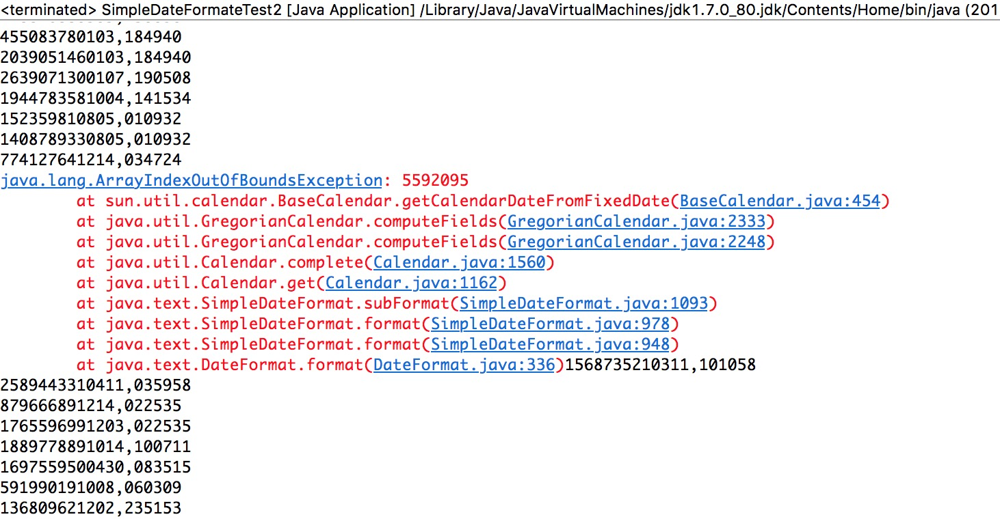 <terminated> SimpleDateFormateTest2 [Java Application] /Library/Java/JavaVirtualMachines/jdk1.7.0_80.jdk/Contents/Home/bin/java (201
455083780103,184940
2039051460103,184940
2639071300107,190508
1944783581004,141534
152359810805,010932
1408789330805,010932
774127641214,034724
java.lang.ArrayIndexOutOfBoundsException: 5592095
at sun.util.calendar.BaseCalendar.getCalendarDateFromFixedDate(BaseCalendar.java:454)
at java.util.GregorianCalendar.computeFields(GregorianCalendar.java:2333)
at java.util.GregorianCalendar.computeFields(GregorianCalendar.java:2248)
at java.util.Calendar.complete(Calendar.java:1560)
at java.util.Calendar.get(Calendar.java:1162)
at java.text.SimpleDateFormat.subFormat(SimpleDateFormat.java:1093)
at java.text.SimpleDateFormat.format(SimpleDateFormat.java:978)
at java.text.SimpleDateFormat.format(SimpleDateFormat.java:948)
at java.text.DateFormat.format(DateFormat.java:336)1568735210311,101058
2589443310411,035958
879666891214,022535
1765596991203,022535
1889778891014,100711
1697559500430,083515
591990191008,060309
136809621202,235153